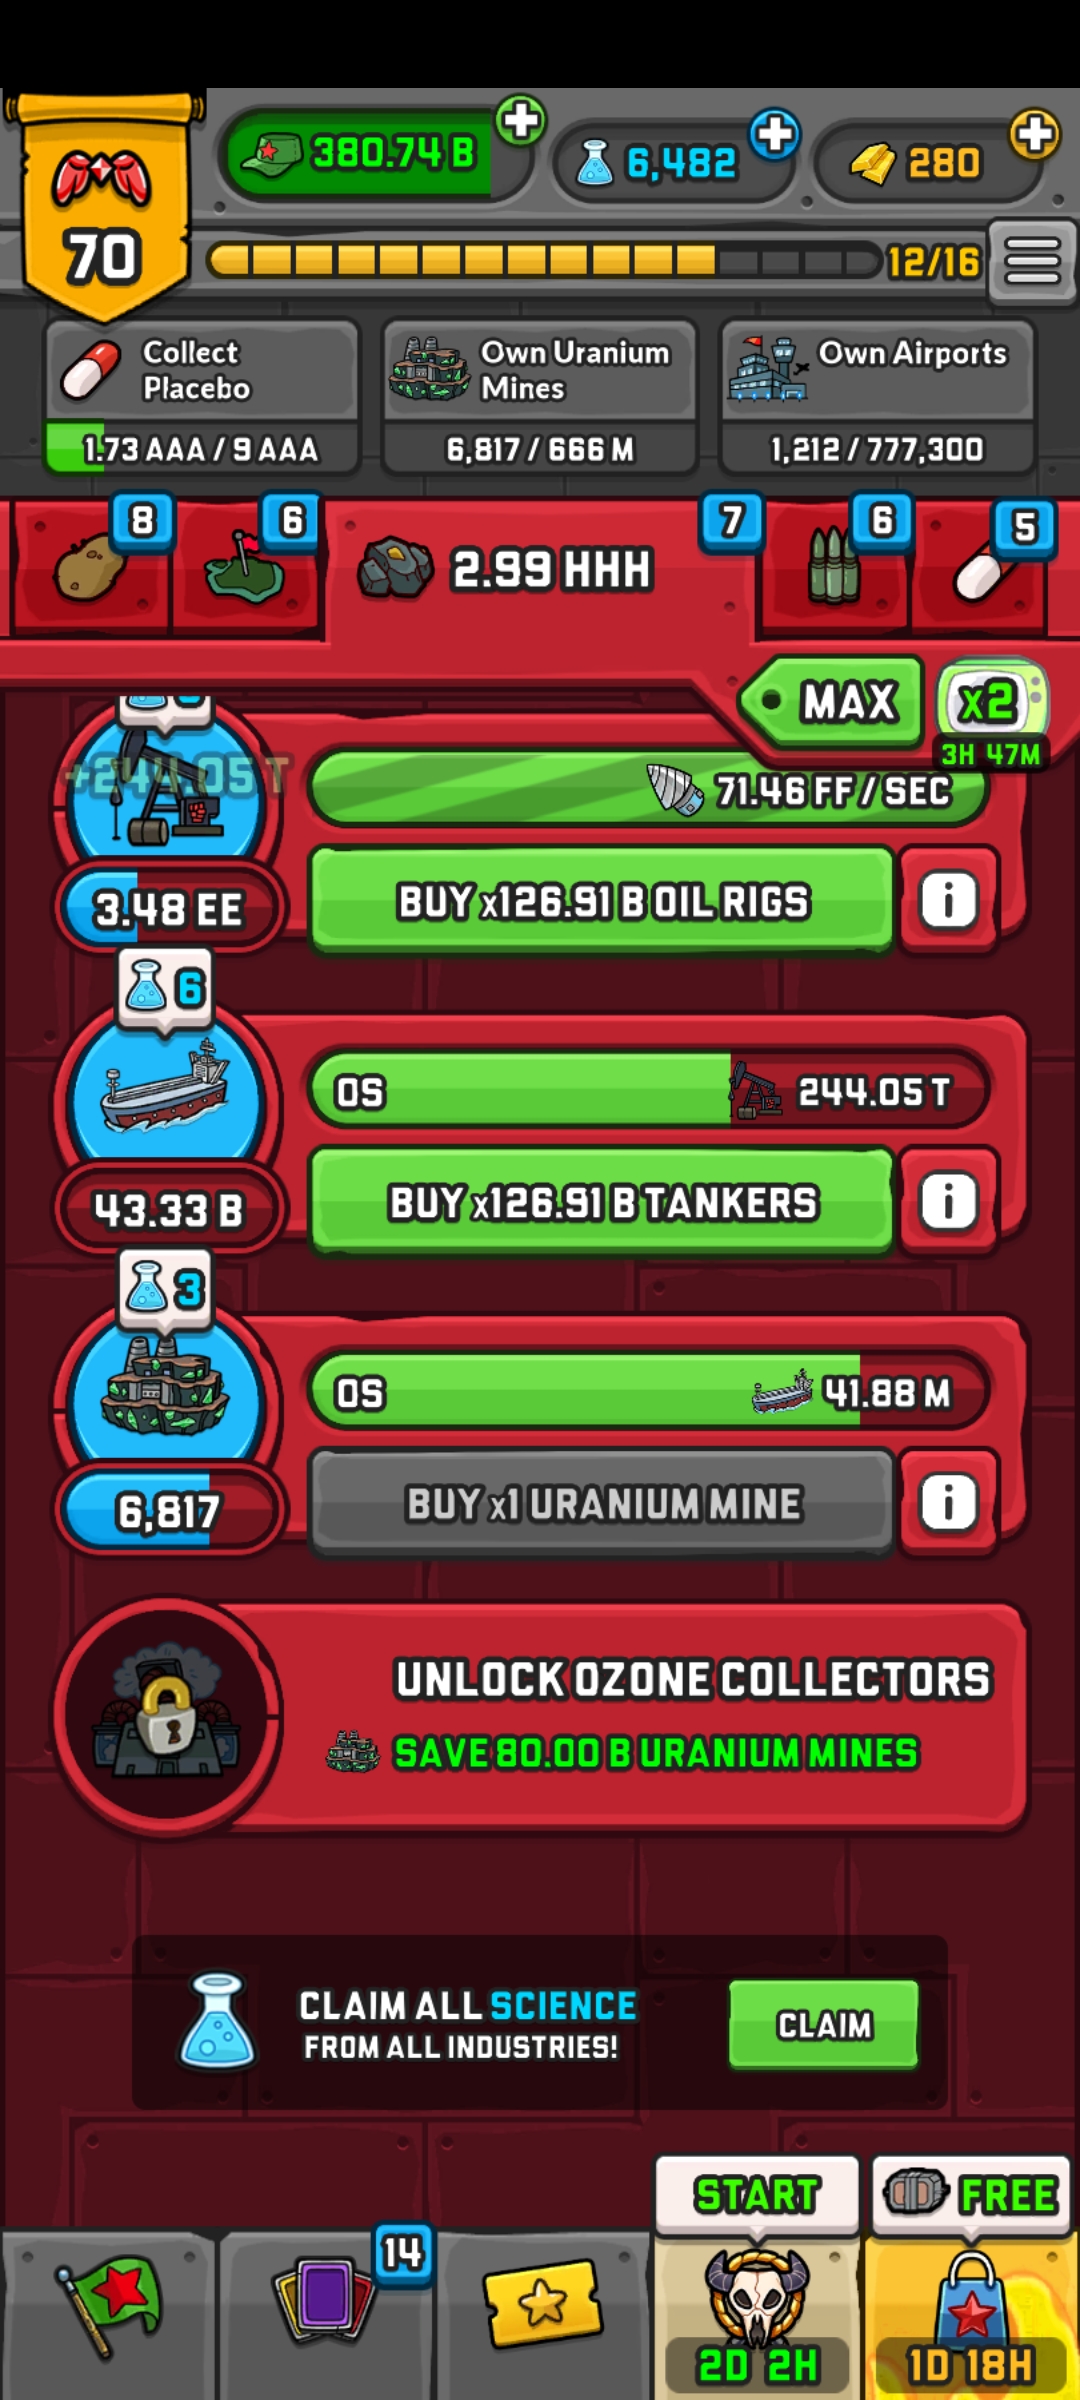 380.74 B
6,482
280
70
12/16
Collect
Placebo
1.73 AAA / 9 AAA
Own Uranium
Mines
6,817 / 666 M
Own Airports
1,212 / 777,300
8
6
2.99 HHH
7
6
5
MAX
x2
3H 47M
+244.05 T
71.46 FF / SEC
3.48 EE
BUY x126.91 B OIL RIGS
i
6
0S
244.05 T
43.33 B
BUY x126.91 B TANKERS
i
3
0S
41.88 M
6,817
BUY x1 URANIUM MINE
i
UNLOCK OZONE COLLECTORS
SAVE 80.00 B URANIUM MINES
CLAIM ALL SCIENCE
FROM ALL INDUSTRIES!
CLAIM
START
FREE
14
2D 2H
1D 18H